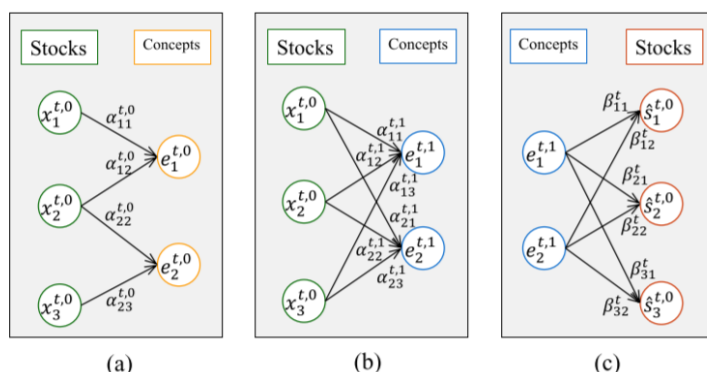 Stocks
Concepts
x_1^{t,0}
α_{11}^{t,0}
α_{12}^{t,0}
e_1^{t,0}
x_2^{t,0}
α_{22}^{t,0}
e_2^{t,0}
α_{23}^{t,0}
x_3^{t,0}
(a)
Stocks
Concepts
x_1^{t,0}
α_{11}^{t,1}
α_{12}^{t,1}
e_1^{t,1}
α_{13}^{t,1}
x_2^{t,0}
α_{21}^{t,1}
α_{22}^{t,1}
e_2^{t,1}
α_{23}^{t,1}
x_3^{t,0}
(b)
Concepts
Stocks
β_{11}^t
ŝ_1^{t,0}
β_{12}^t
e_1^{t,1}
β_{21}^t
ŝ_2^{t,0}
β_{22}^t
e_2^{t,1}
β_{31}^t
β_{32}^t
ŝ_3^{t,0}
(c)